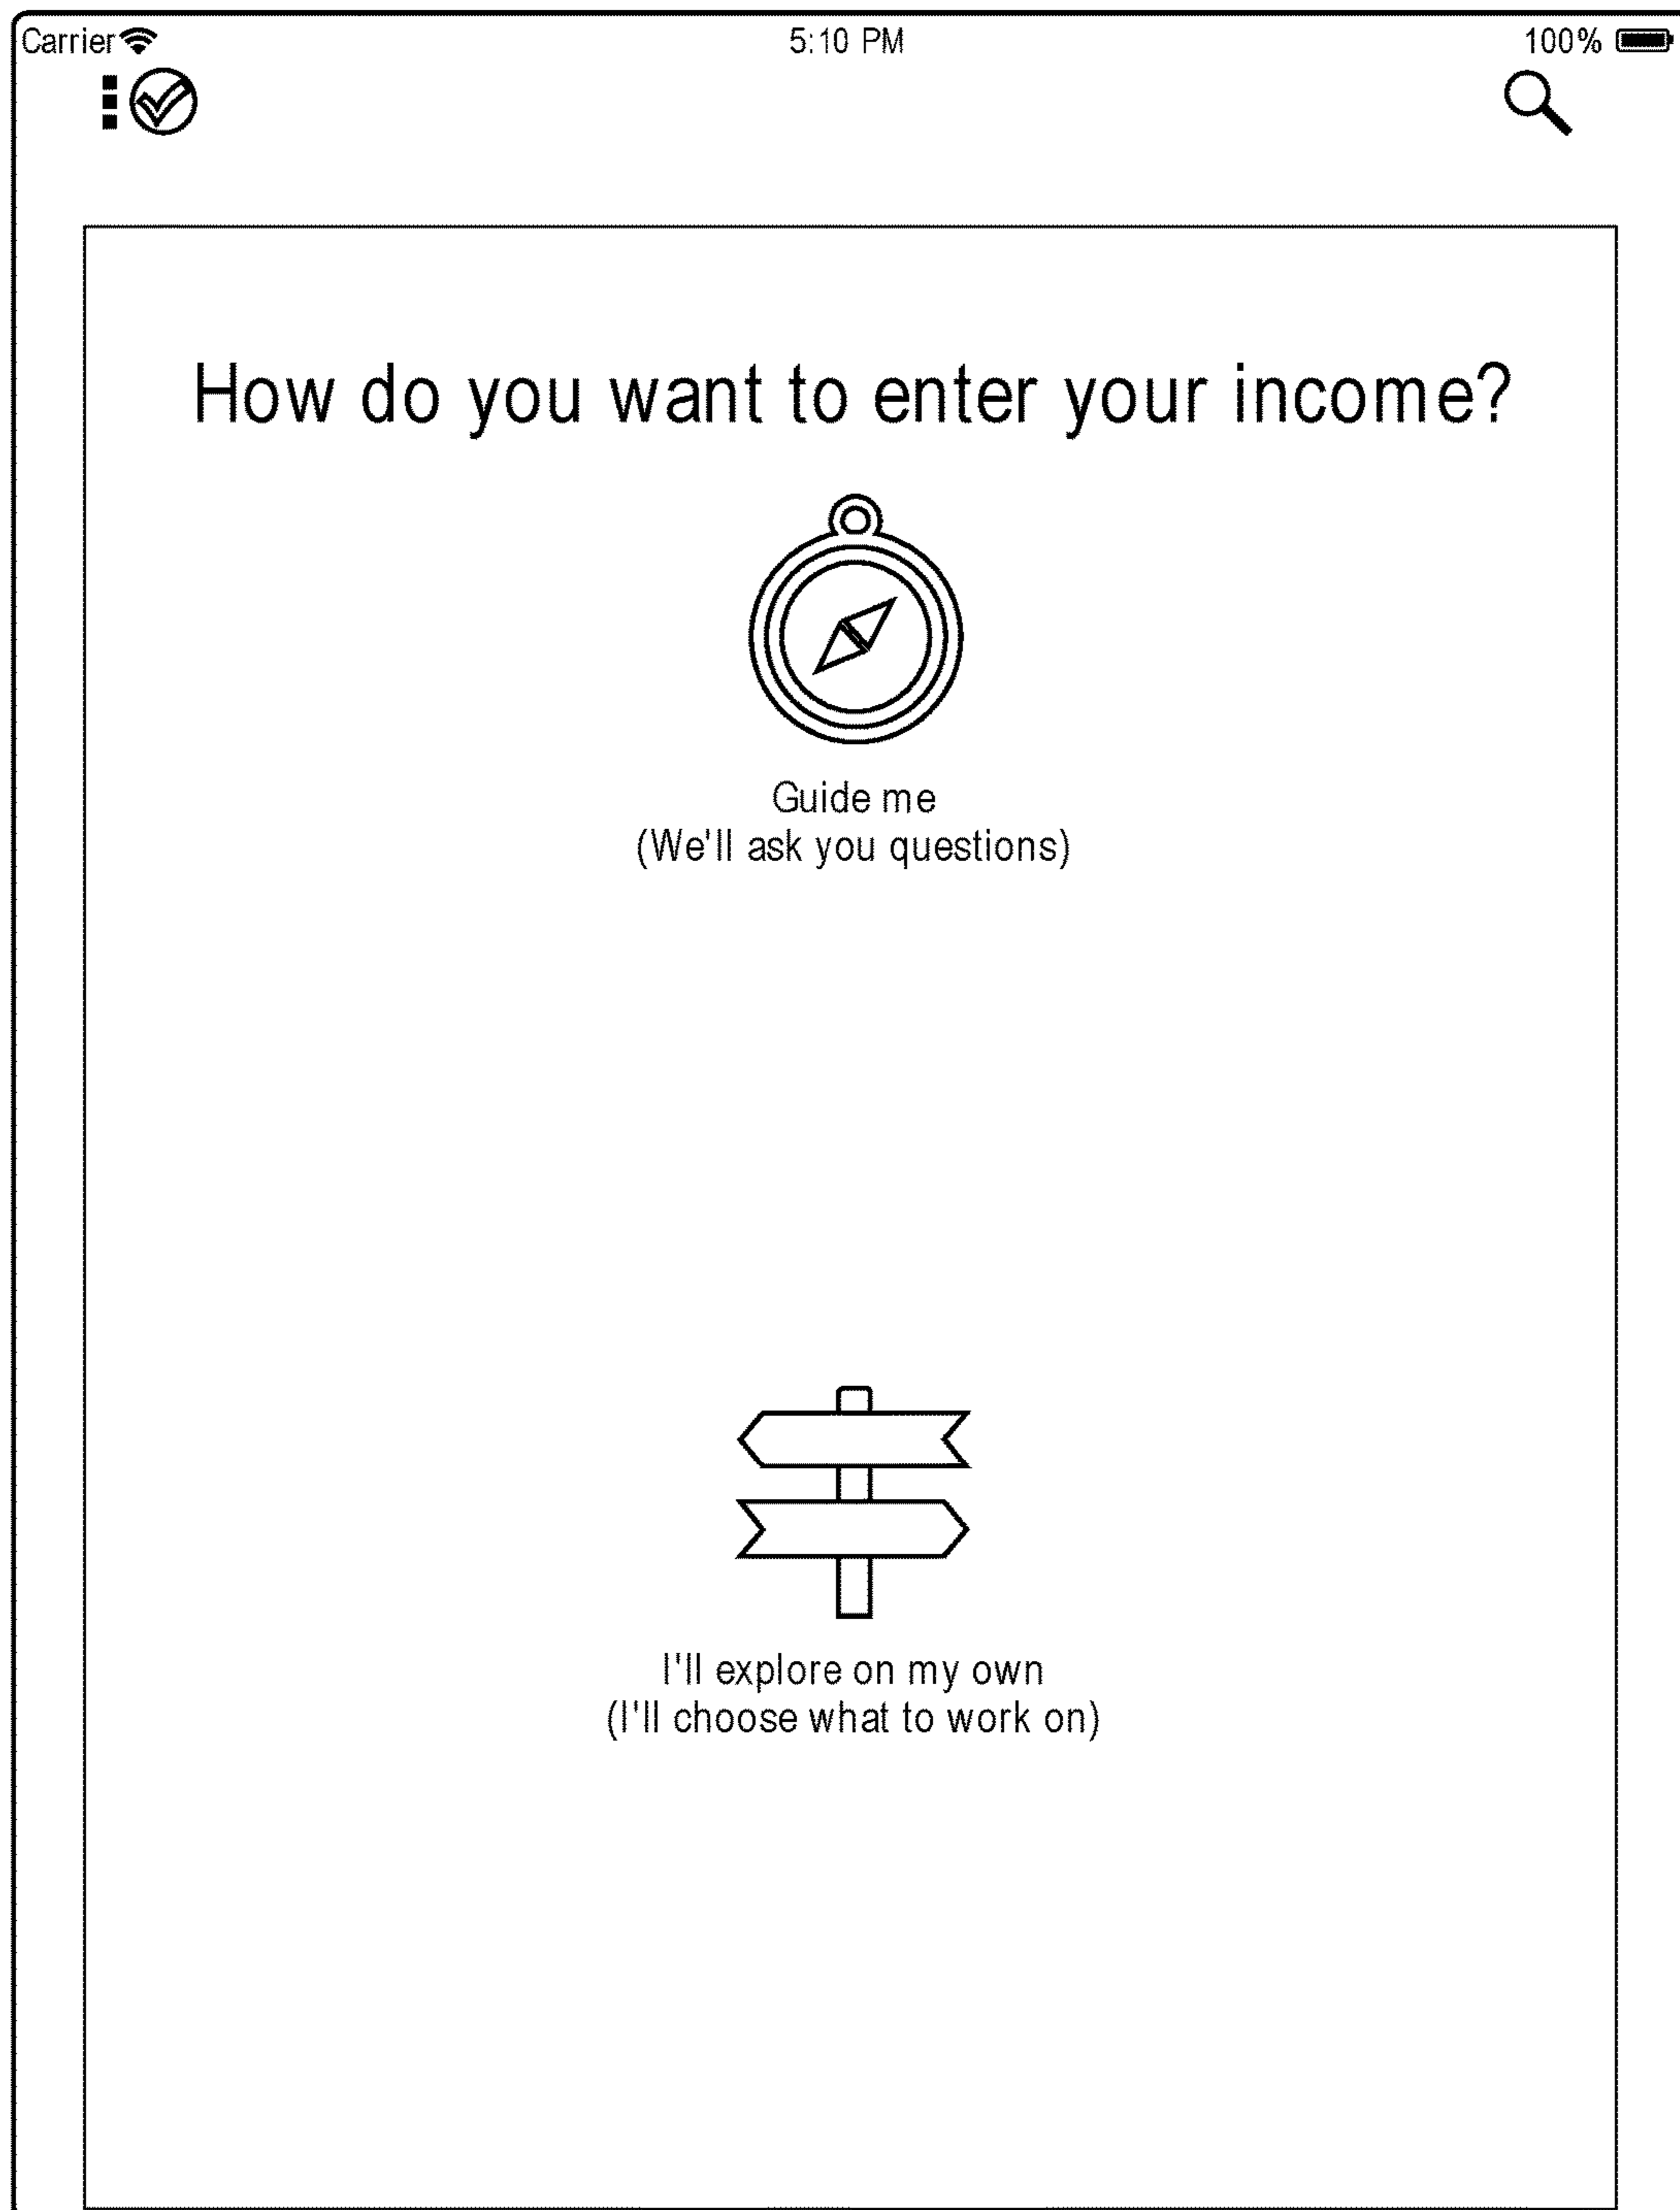 Carrier 5:10 PM 100%
How do you want to enter your income?
Guide me
(We'll ask you questions)
I'll explore on my own
(I'll choose what to work on)